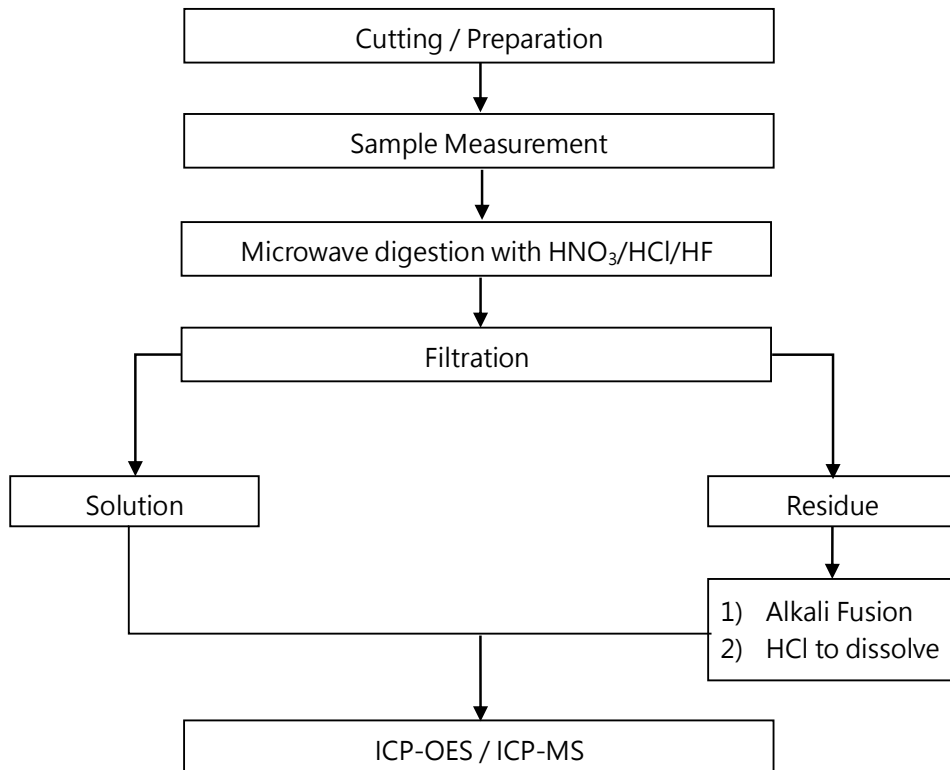 Cutting / Preparation
Sample Measurement
Microwave digestion with HNO₃/HCl/HF
Filtration
Solution
Residue
1) Alkali Fusion
2) HCl to dissolve
ICP-OES / ICP-MS